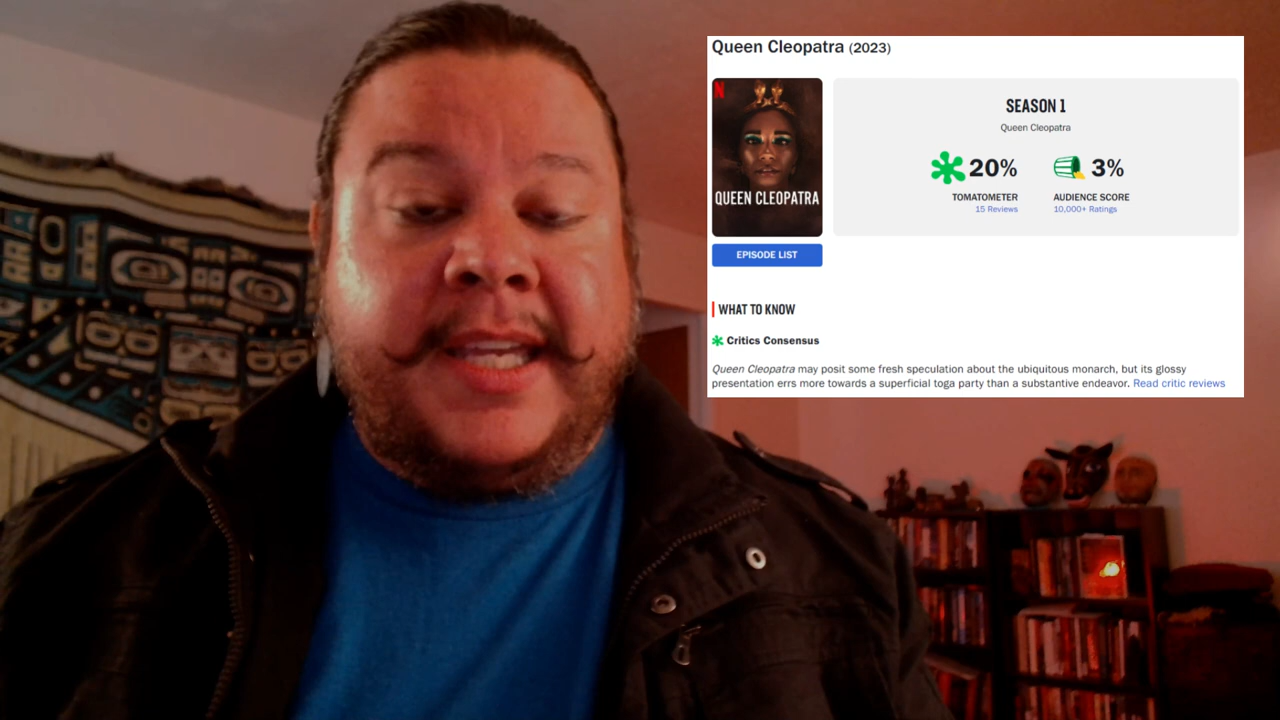 Queen Cleopatra (2023)
N
QUEEN CLEOPATRA
EPISODE LIST
SEASON 1
Queen Cleopatra
20%
3%
TOMATOMETER
AUDIENCE SCORE
15 Reviews
10,000+ Ratings
WHAT TO KNOW
Critics Consensus
Queen Cleopatra may posit some fresh speculation about the ubiquitous monarch, but its glossy
presentation errs more towards a superficial toga party than a substantive endeavor. Read critic reviews